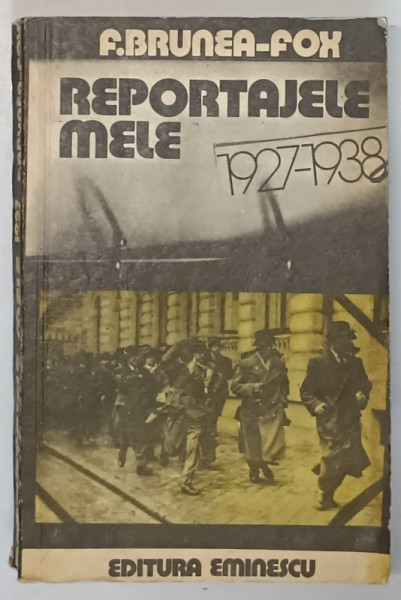 F. BRUNEA-FOX
REPORTAJELE
MELE
1927-1938
EDITURA EMINESCU